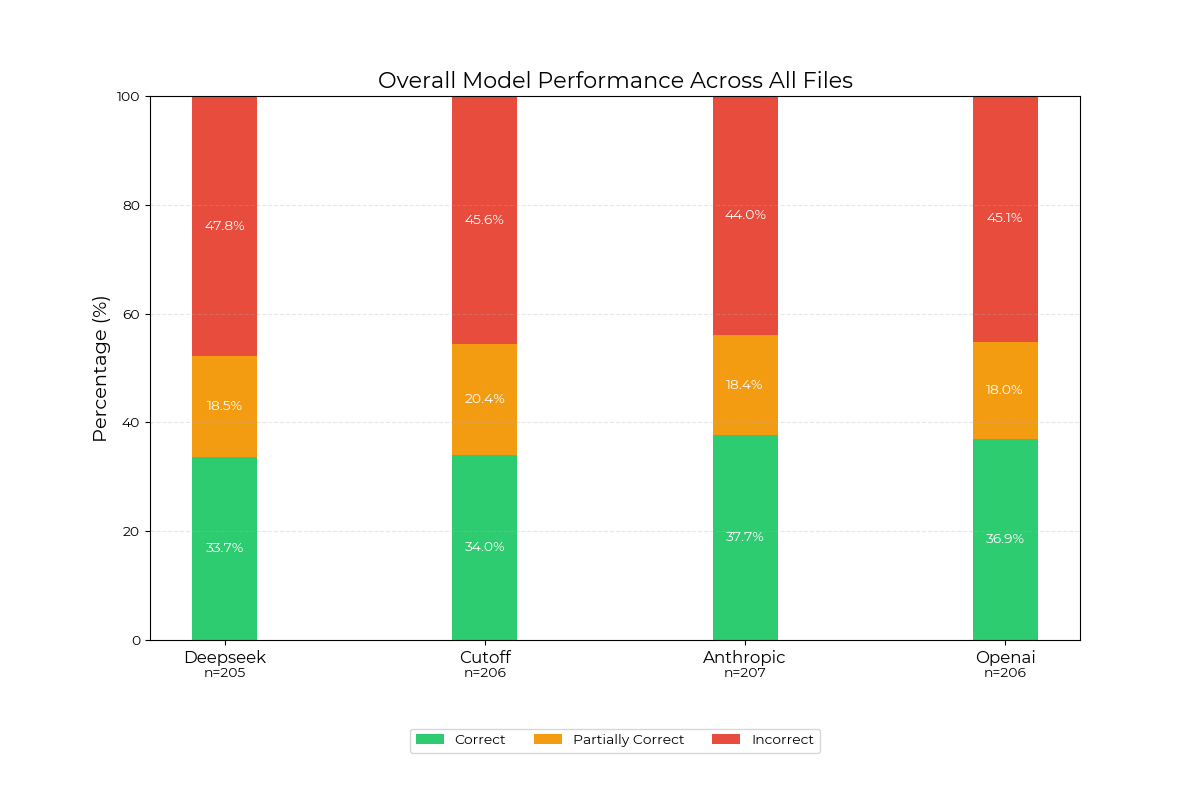 Overall Model Performance Across All Files
Percentage (%)
100
80
60
40
20
0
47.8%
45.6%
44.0%
45.1%
18.5%
20.4%
18.4%
18.0%
33.7%
34.0%
37.7%
36.9%
Deepseek
n=205
Cutoff
n=206
Anthropic
n=207
Openai
n=206
Correct
Partially Correct
Incorrect